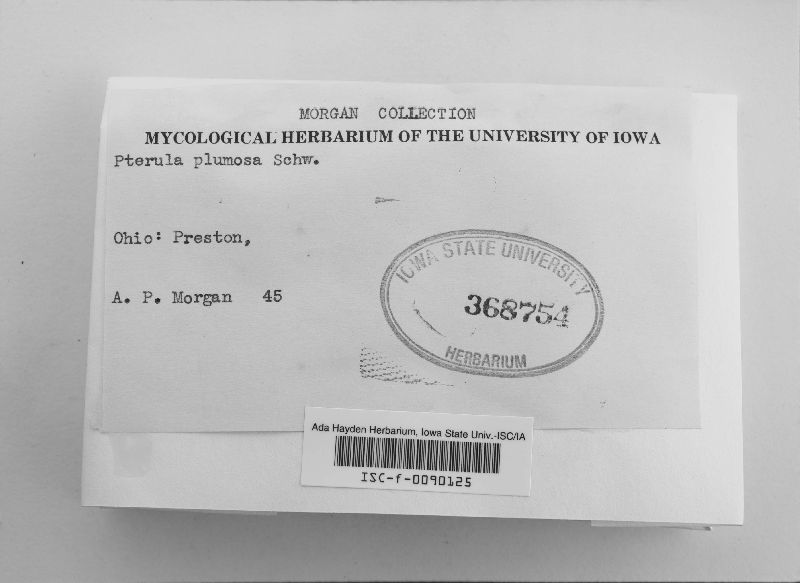 MORGAN COLLECTION
MYCOLOGICAL HERBARIUM OF THE UNIVERSITY OF IOWA
Pterula plumosa Schw.
Ohio: Preston,
A. P. Morgan 45
IOWA STATE UNIVERSITY
368754
HERBARIUM
Ada Hayden Herbarium, Iowa State Univ.-ISC/IA
ISC-f-0090125